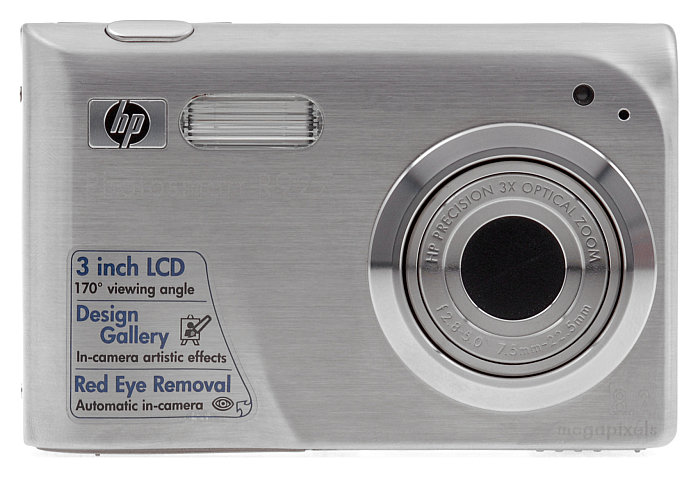 hp
HP PRECISION 3X OPTICAL ZOOM
3 inch LCD
170° viewing angle
Design
Gallery
In-camera artistic effects
f2.8-5.0 7.5mm-22.5mm
Red Eye Removal
Automatic in-camera
megapixels